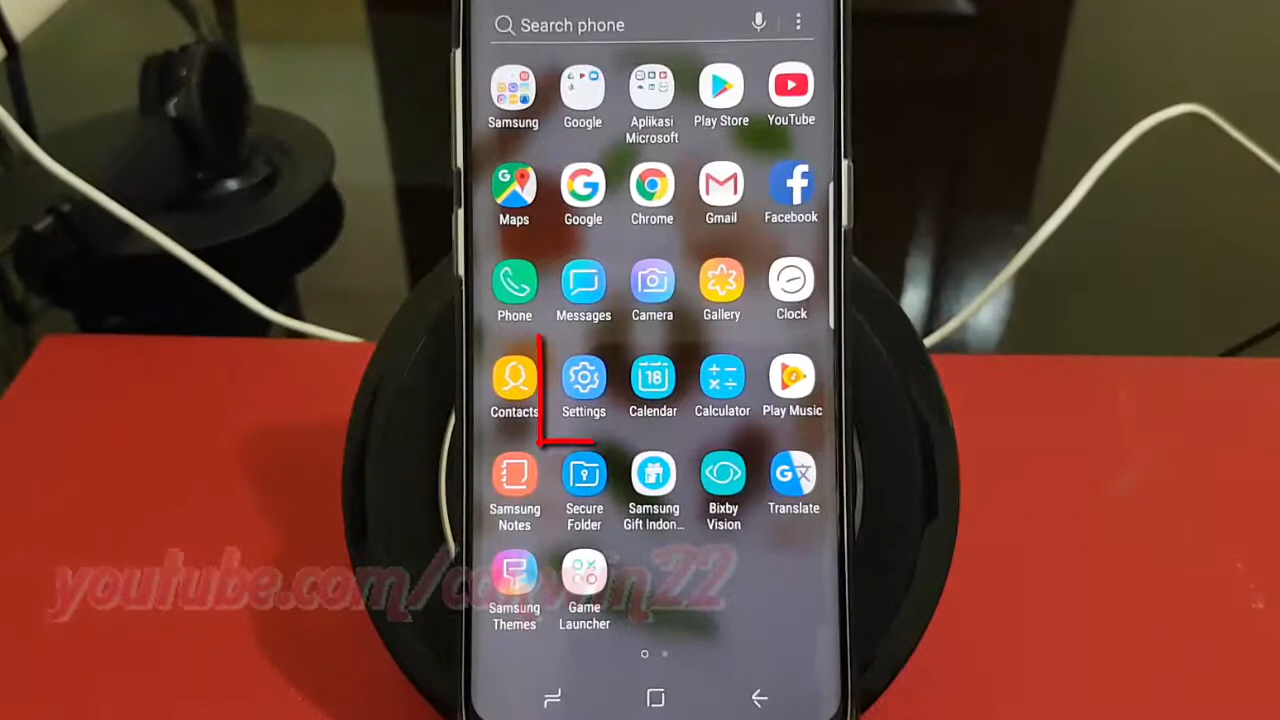 Search phone
Samsung
Google
Aplikasi
Microsoft
Play Store
YouTube
Maps
Google
Chrome
Gmail
Facebook
Phone
Messages
Camera
Gallery
Clock
Contacts
Settings
18
Calendar
Calculator
Play Music
Samsung
Notes
Secure
Folder
Samsung
Gift Indon...
Bixby
Vision
Translate
Samsung
Themes
Game
Launcher